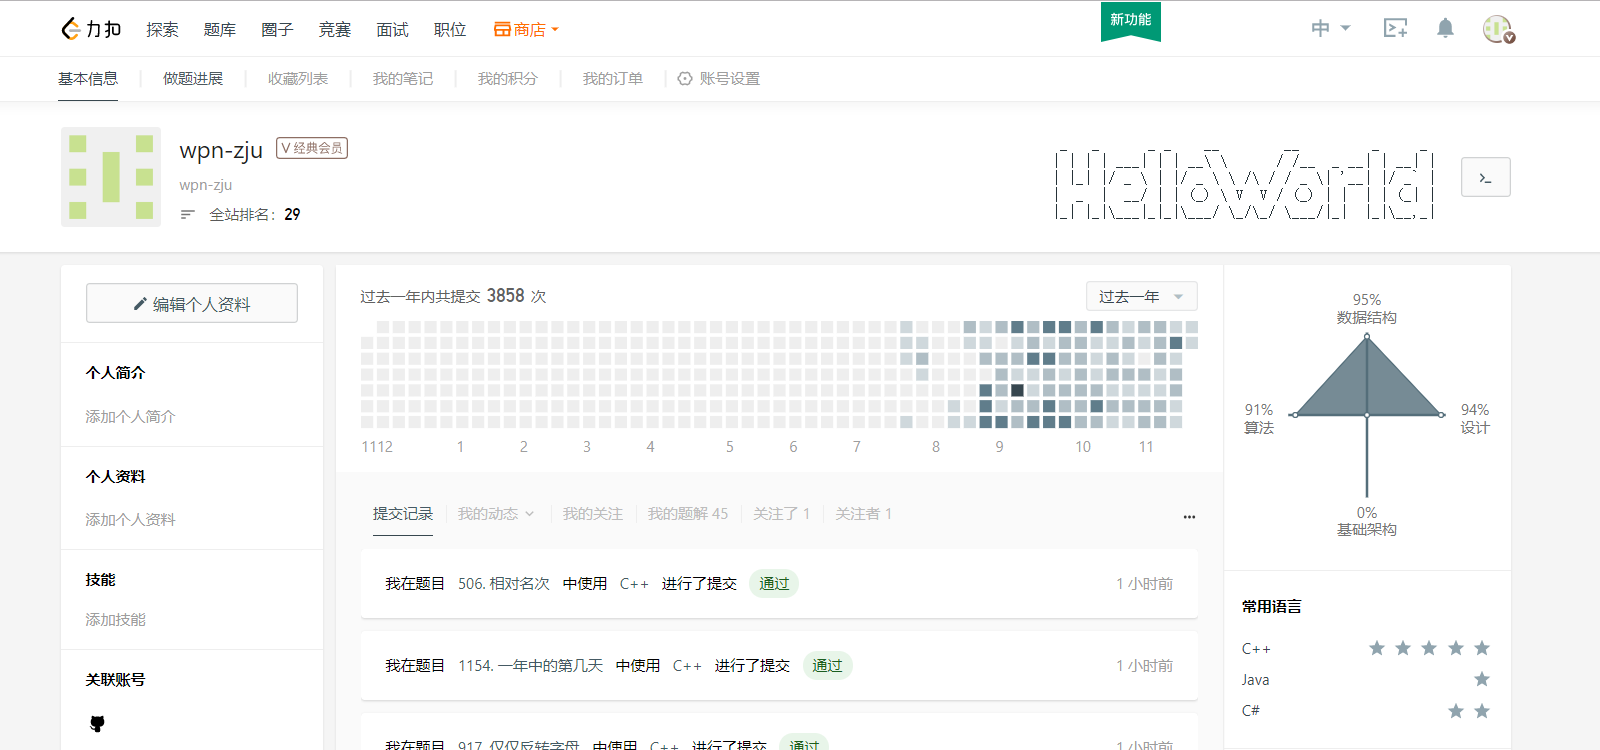 力扣 探索 题库 圈子 竞赛 面试 职位 商店 新功能 中
基本信息 做题进展 收藏列表 我的笔记 我的积分 我的订单 账号设置
wpn-zju V 经典会员
wpn-zju
全站排名: 29
HelloWorld
编辑个人资料
个人简介
添加个人简介
个人资料
添加个人资料
技能
添加技能
关联账号
过去一年内共提交 3858 次 过去一年
1112 1 2 3 4 5 6 7 8 9 10 11
提交记录 我的动态 我的关注 我的题解 45 关注了 1 关注者 1
我在题目 506. 相对名次 中使用 C++ 进行了提交 通过 1 小时前
我在题目 1154. 一年中的第几天 中使用 C++ 进行了提交 通过 1 小时前
我在题目 917. 仅仅反转字母 中使用 C++ 进行了提交 通过 1 小时前
95%
数据结构
91%
算法
94%
设计
0%
基础架构
常用语言
C++
Java
C#